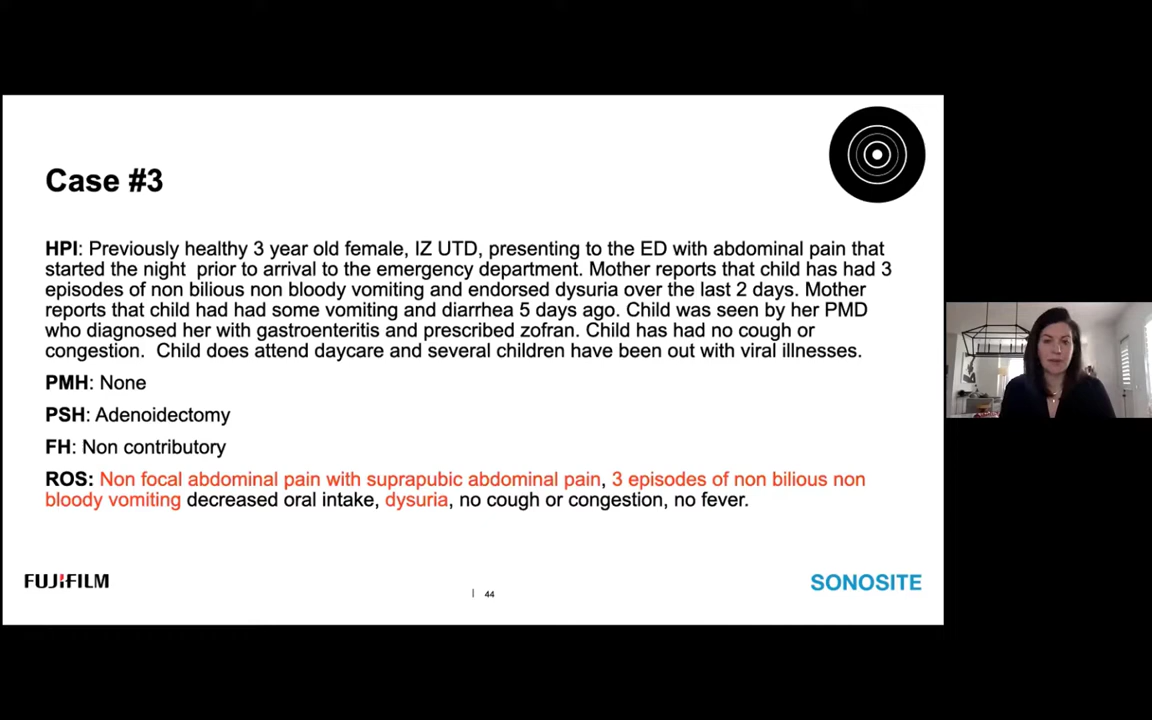 Case #3
HPI: Previously healthy 3 year old female, IZ UTD, presenting to the ED with abdominal pain that
started the night prior to arrival to the emergency department. Mother reports that child has had 3
episodes of non bilious non bloody vomiting and endorsed dysuria over the last 2 days. Mother
reports that child had had some vomiting and diarrhea 5 days ago. Child was seen by her PMD
who diagnosed her with gastroenteritis and prescribed zofran. Child has had no cough or
congestion. Child does attend daycare and several children have been out with viral illnesses.
PMH: None
PSH: Adenoidectomy
FH: Non contributory
ROS: Non focal abdominal pain with suprapubic abdominal pain, 3 episodes of non bilious non
bloody vomiting decreased oral intake, dysuria, no cough or congestion, no fever.
FUJIFILM
| 44
SONOSITE